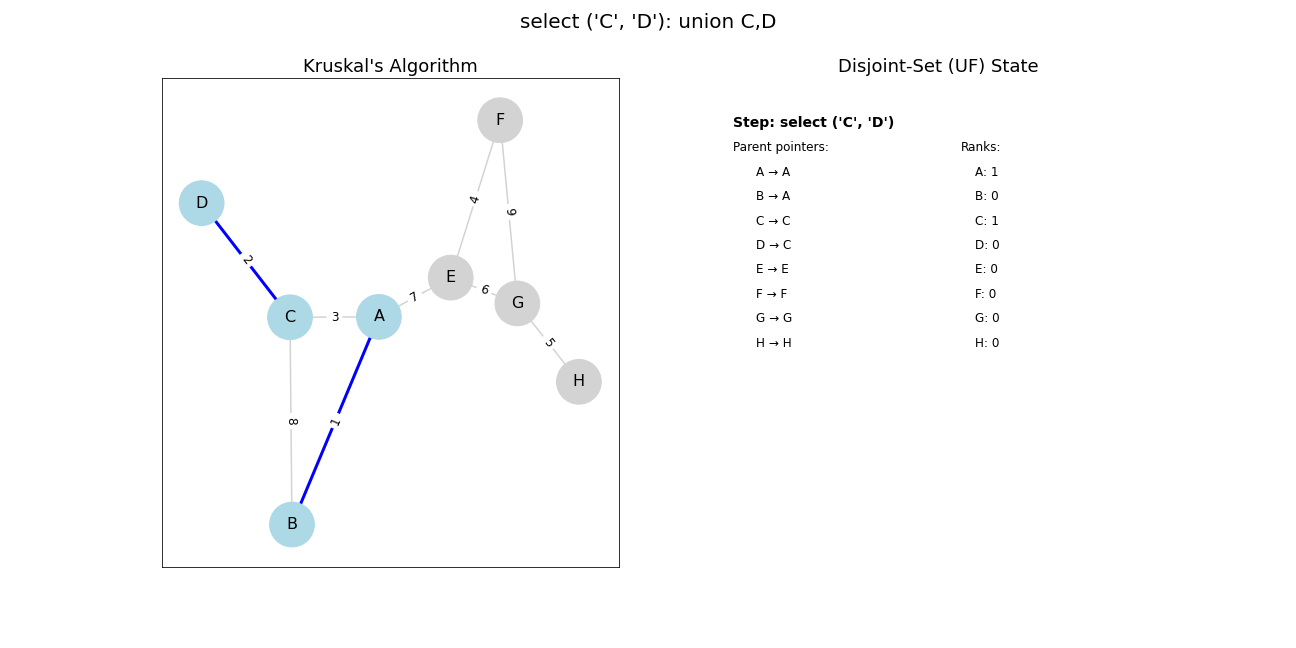 select ('C', 'D'): union C,D
Kruskal's Algorithm
F
D
4
9
2
E
7
6
G
C
3
A
5
H
8
1
B
Disjoint-Set (UF) State
Step: select ('C', 'D')
Parent pointers: Ranks:
A → A A: 1
B → A B: 0
C → C C: 1
D → C D: 0
E → E E: 0
F → F F: 0
G → G G: 0
H → H H: 0